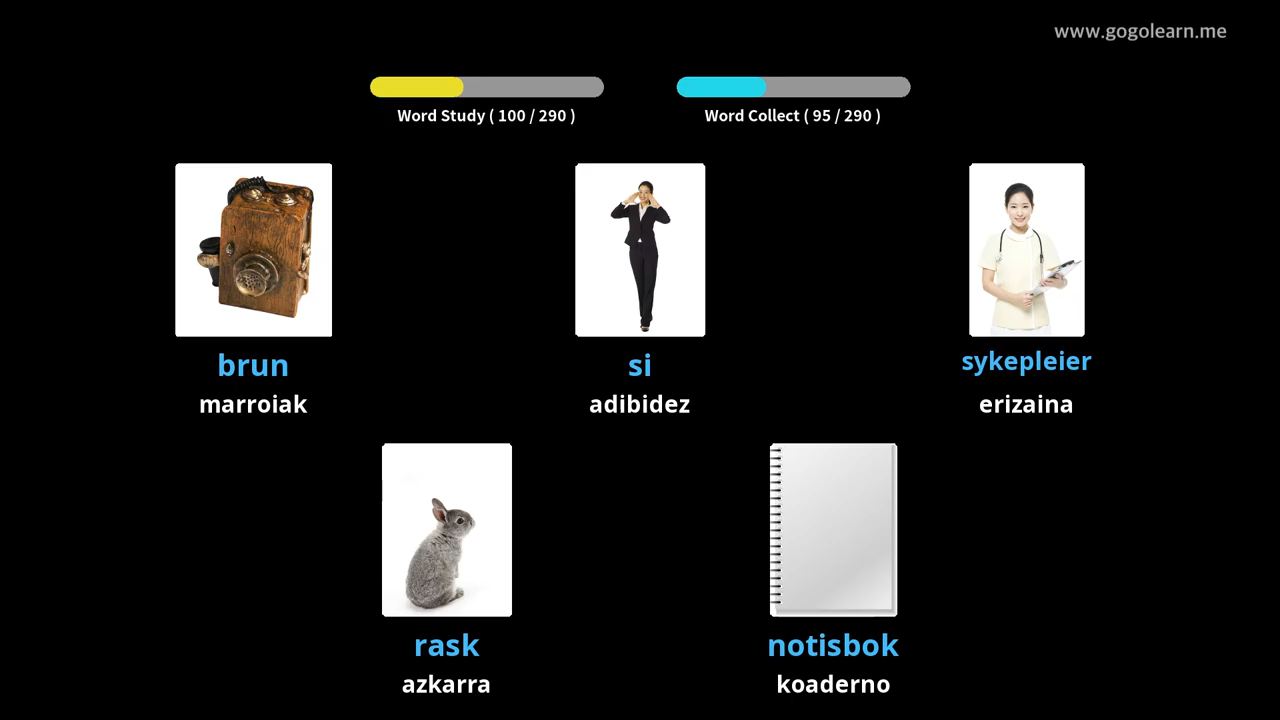 www.gogolearn.me
Word Study ( 100 / 290 )
Word Collect ( 95 / 290 )
brun
marroiak
si
adibidez
sykepleier
erizaina
rask
azkarra
notisbok
koaderno